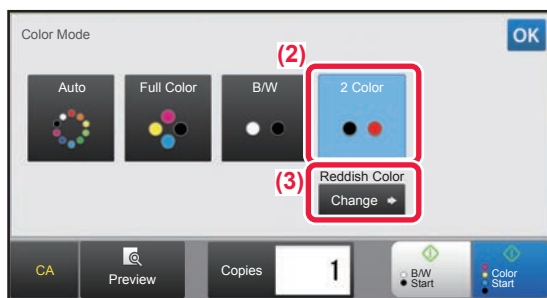 Color Mode
OK
(2)
Auto
Full Color
B/W
2 Color
(3)
Reddish Color
Change
CA
Preview
Copies
1
B/W
Start
Color
Start